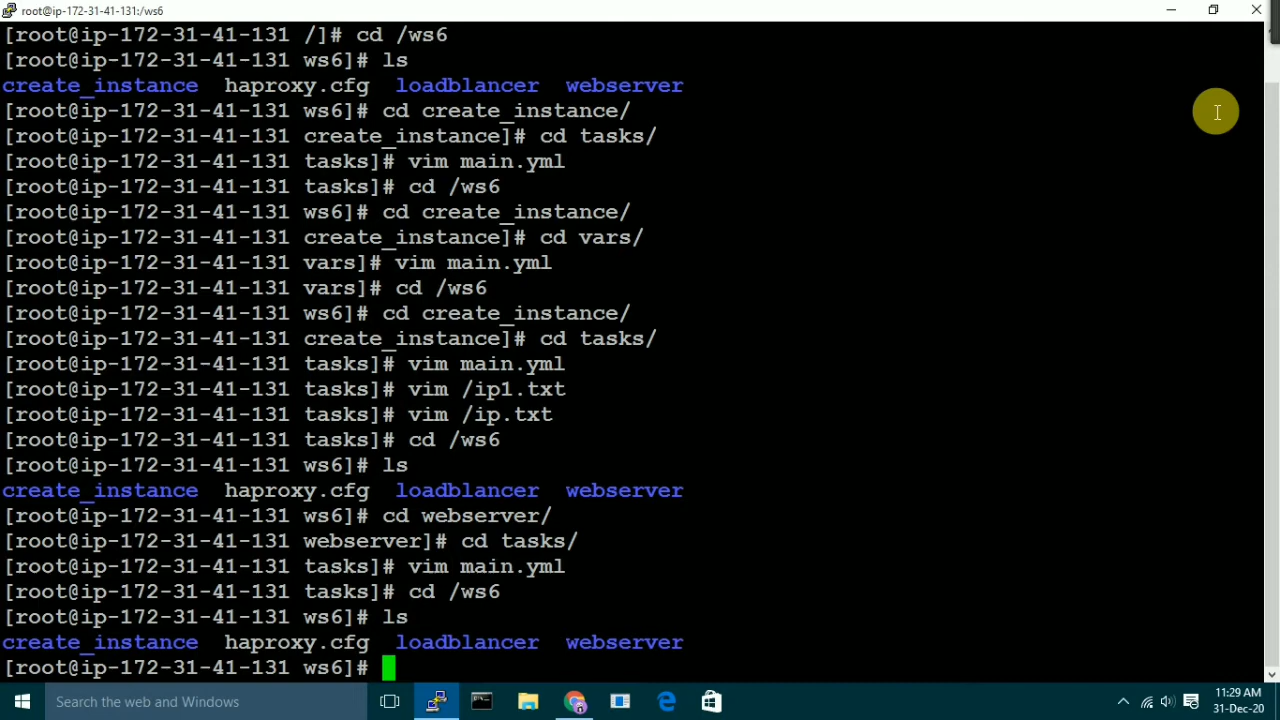 root@ip-172-31-41-131:/ws6
[root@ip-172-31-41-131 /]# cd /ws6
[root@ip-172-31-41-131 ws6]# ls
create_instance  haproxy.cfg  loadblancer  webserver
[root@ip-172-31-41-131 ws6]# cd create_instance/
[root@ip-172-31-41-131 create_instance]# cd tasks/
[root@ip-172-31-41-131 tasks]# vim main.yml
[root@ip-172-31-41-131 tasks]# cd /ws6
[root@ip-172-31-41-131 ws6]# cd create_instance/
[root@ip-172-31-41-131 create_instance]# cd vars/
[root@ip-172-31-41-131 vars]# vim main.yml
[root@ip-172-31-41-131 vars]# cd /ws6
[root@ip-172-31-41-131 ws6]# cd create_instance/
[root@ip-172-31-41-131 create_instance]# cd tasks/
[root@ip-172-31-41-131 tasks]# vim main.yml
[root@ip-172-31-41-131 tasks]# vim /ip1.txt
[root@ip-172-31-41-131 tasks]# vim /ip.txt
[root@ip-172-31-41-131 tasks]# cd /ws6
[root@ip-172-31-41-131 ws6]# ls
create_instance  haproxy.cfg  loadblancer  webserver
[root@ip-172-31-41-131 ws6]# cd webserver/
[root@ip-172-31-41-131 webserver]# cd tasks/
[root@ip-172-31-41-131 tasks]# vim main.yml
[root@ip-172-31-41-131 tasks]# cd /ws6
[root@ip-172-31-41-131 ws6]# ls
create_instance  haproxy.cfg  loadblancer  webserver
[root@ip-172-31-41-131 ws6]#
Search the web and Windows
11:29 AM
31-Dec-20